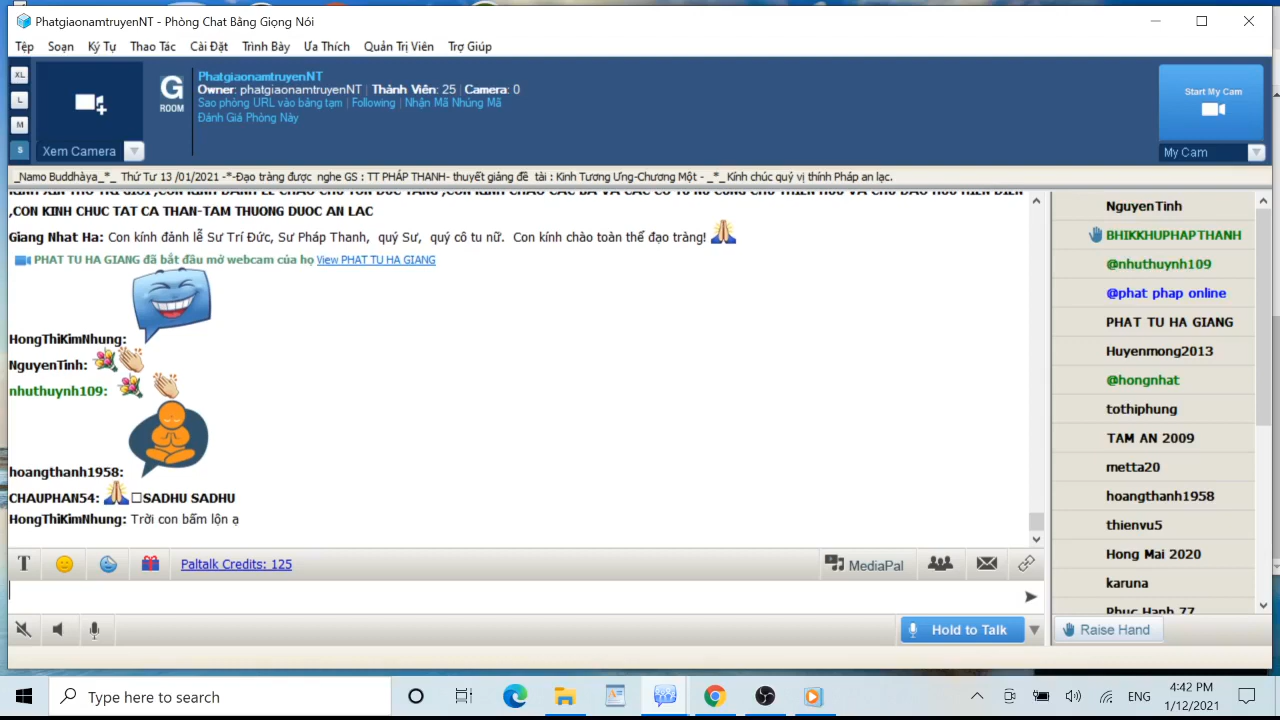 PhatgiaonamtruyenNT - Phòng Chat Bằng Giọng Nói
Tệp Soạn Ký Tự Thao Tác Cài Đặt Trình Bày Ưa Thích Quản Trị Viên Trợ Giúp
XL
L
M
S
Xem Camera
G
ROOM
PhatgiaonamtruyenNT
Owner: phatgiaonamtruyenNT | Thành Viên: 25 | Camera: 0
Sao phòng URL vào bảng tạm | Following | Nhận Mã Nhúng Mã
Đánh Giá Phòng Này
Start My Cam
My Cam
_Namo Buddhàya_*_ Thứ Tư 13 /01/2021 -*-Đạo tràng được nghe GS : TT PHÁP THANH- thuyết giảng đề tài : Kinh Tương Ưng-Chương Một - _*_Kính chúc quý vị thính Pháp an lạc.
,CON KINH CHUC TAT CA THAN-TAM THUONG DUOC AN LAC
Giang Nhat Ha: Con kính đảnh lễ Sư Trí Đức, Sư Pháp Thanh, quý Sư, quý cô tu nữ. Con kính chào toàn thể đạo tràng!
PHAT TU HA GIANG đã bắt đầu mở webcam của họ View PHAT TU HA GIANG
HongThiKimNhung:
NguyenTinh:
nhuthuynh109:
hoangthanh1958:
CHAUPHAN54: SADHU SADHU
HongThiKimNhung: Trời con bấm lộn ạ
NguyenTinh
BHIKKHUPHAPTHANH
@nhuthuynh109
@phat phap online
PHAT TU HA GIANG
Huyenmong2013
@hongnhat
tothiphung
TAM AN 2009
metta20
hoangthanh1958
thienvu5
Hong Mai 2020
karuna
Phuc Hanh 77
T Paltalk Credits: 125 MediaPal
Hold to Talk
Raise Hand
Type here to search
ENG
4:42 PM
1/12/2021